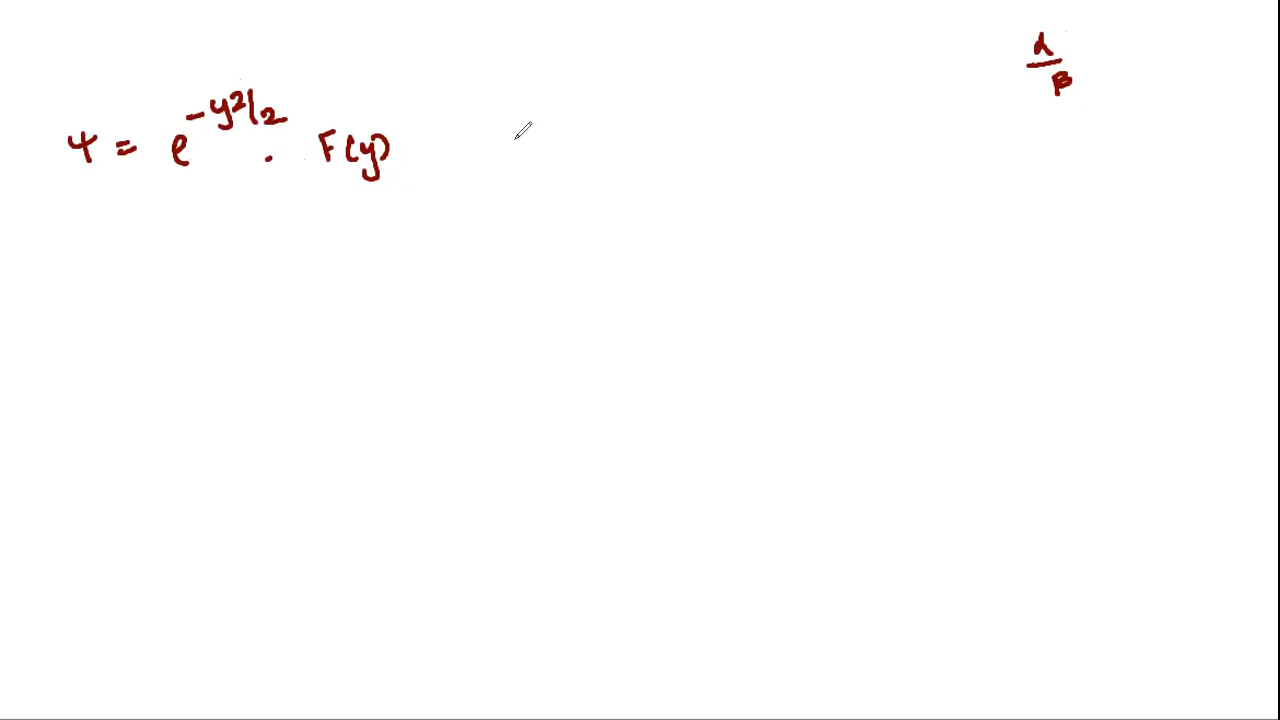 α/β
Ψ = e^{-y²/2} . F(y)